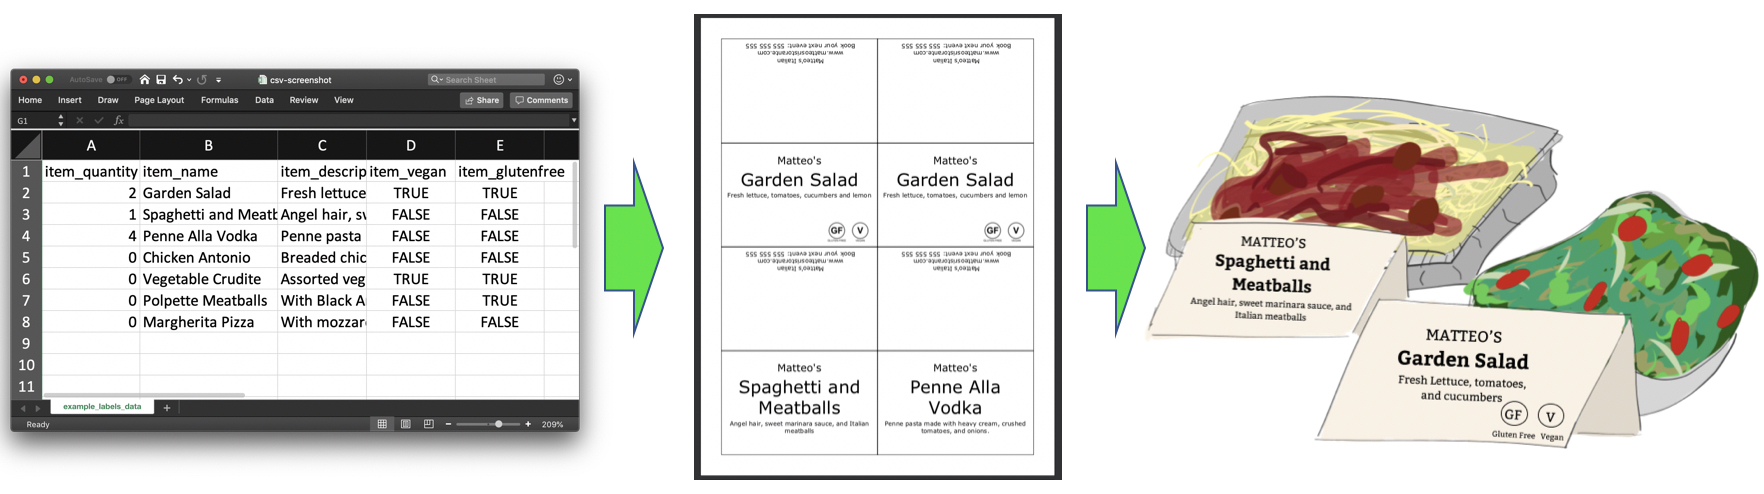 AutoSave OFF
csv-screenshot
Search Sheet
Home Insert Draw Page Layout Formulas Data Review View Share Comments
G1 fx
A B C D E
1 item_quantity item_name item_descrip item_vegan item_glutenfree
2 2 Garden Salad Fresh lettuce TRUE TRUE
3 1 Spaghetti and Meatb Angel hair, sw FALSE FALSE
4 4 Penne Alla Vodka Penne pasta FALSE FALSE
5 0 Chicken Antonio Breaded chic FALSE FALSE
6 0 Vegetable Crudite Assorted veg TRUE TRUE
7 0 Polpette Meatballs With Black A FALSE TRUE
8 0 Margherita Pizza With mozzar FALSE FALSE
9
10
11
example_labels_data
Ready 209%
Book your next event: 555 555 555
www.matteosristorante.com
Matteo's Italian
Book your next event: 555 555 555
www.matteosristorante.com
Matteo's Italian
Matteo's
Garden Salad
Fresh lettuce, tomatoes, cucumbers and lemon
GF V
Matteo's
Garden Salad
Fresh lettuce, tomatoes, cucumbers and lemon
GF V
Book your next event: 555 555 555
www.matteosristorante.com
Matteo's Italian
Book your next event: 555 555 555
www.matteosristorante.com
Matteo's Italian
Matteo's
Spaghetti and
Meatballs
Angel hair, sweet marinara sauce, and Italian
meatballs
Matteo's
Penne Alla
Vodka
Penne pasta made with heavy cream, crushed
tomatoes, and onions.
MATTEO'S
Spaghetti and
Meatballs
Angel hair, sweet marinara sauce, and
Italian meatballs
MATTEO'S
Garden Salad
Fresh Lettuce, tomatoes,
and cucumbers
GF V
Gluten Free Vegan